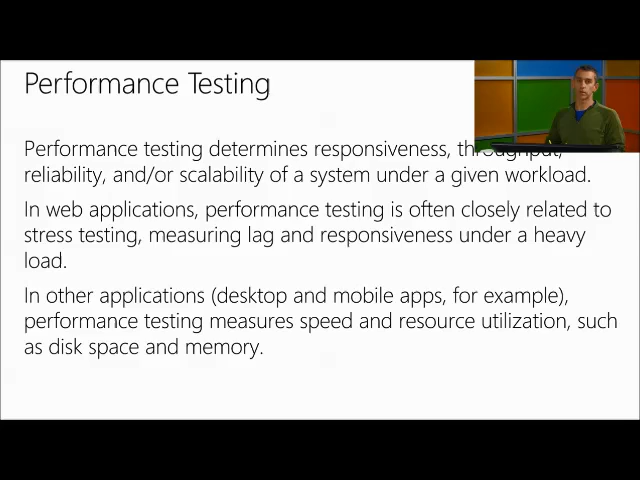 Performance Testing
Performance testing determines responsiveness, throughput,
reliability, and/or scalability of a system under a given workload.
In web applications, performance testing is often closely related to
stress testing, measuring lag and responsiveness under a heavy
load.
In other applications (desktop and mobile apps, for example),
performance testing measures speed and resource utilization, such
as disk space and memory.